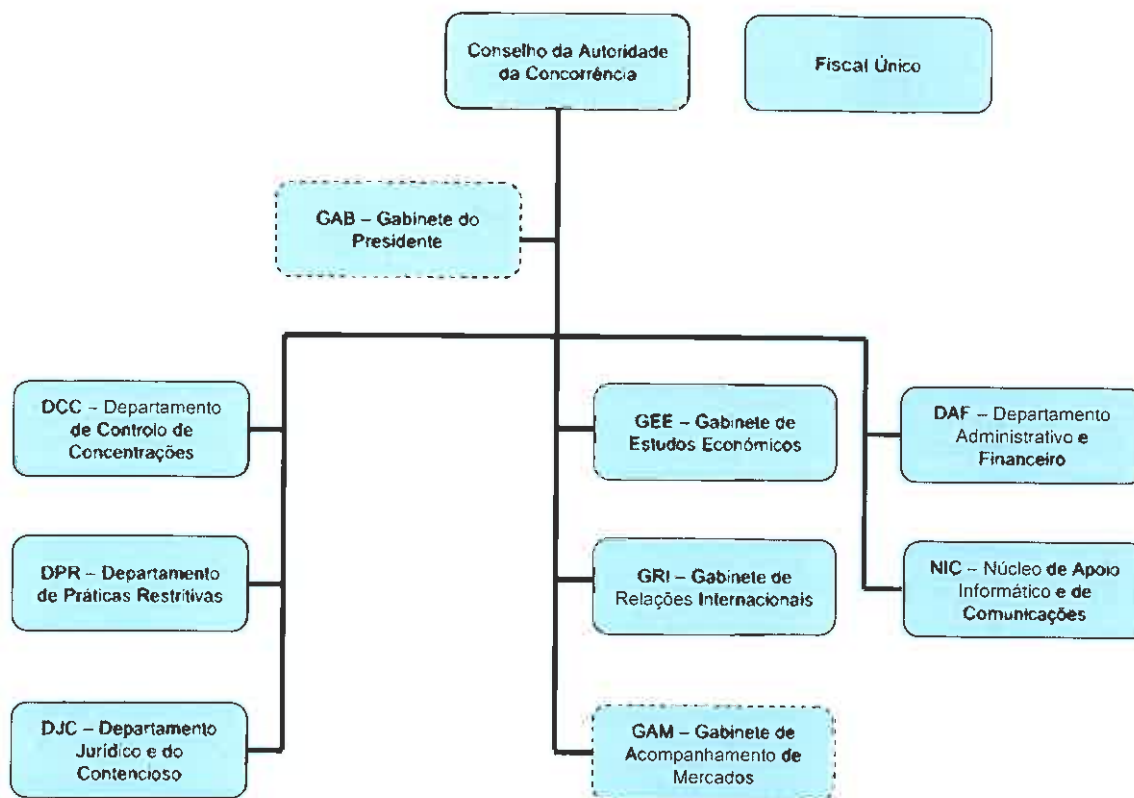 Conselho da Autoridade
da Concorrência
Fiscal Único
GAB – Gabinete do
Presidente
DCC – Departamento
de Controlo de
Concentrações
GEE – Gabinete de
Estudos Económicos
DAF – Departamento
Administrativo e
Financeiro
DPR – Departamento
de Práticas Restritivas
GRI – Gabinete de
Relações Internacionais
NIC – Núcleo de Apoio
Informático e de
Comunicações
DJC – Departamento
Jurídico e do
Contencioso
GAM – Gabinete de
Acompanhamento de
Mercados